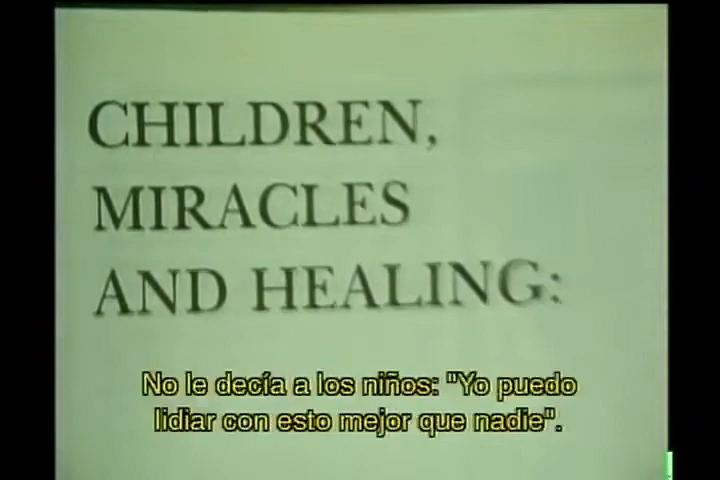 CHILDREN,
MIRACLES
AND HEALING:
No le decía a los niños: "Yo puedo
lidiar con esto mejor que nadie".